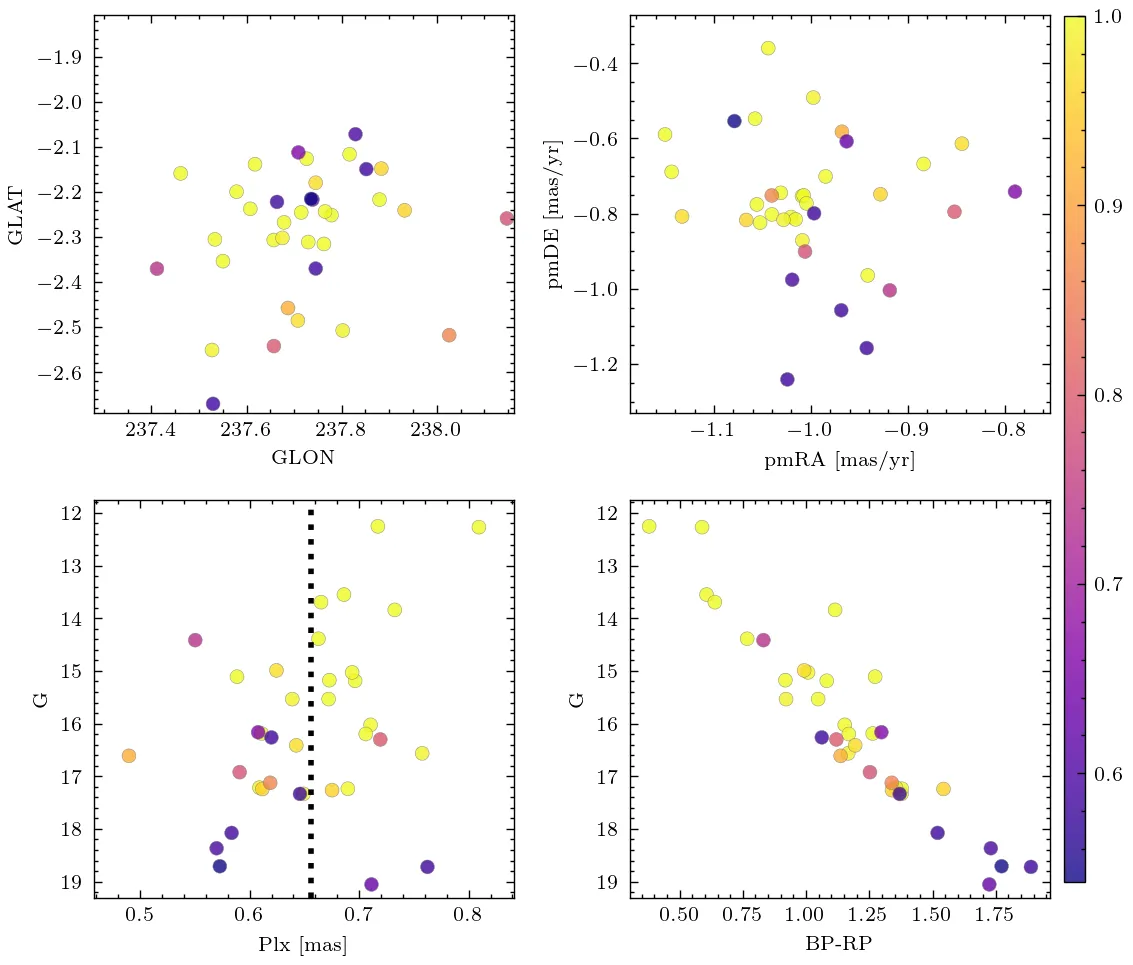 −1.9
−2.0
−2.1
−2.2
−2.3
−2.4
−2.5
−2.6
GLAT
237.4 237.6 237.8 238.0
GLON
−0.4
−0.6
−0.8
−1.0
−1.2
pmDE [mas/yr]
−1.1 −1.0 −0.9 −0.8
pmRA [mas/yr]
12
13
14
15
16
17
18
19
G
0.5 0.6 0.7 0.8
Plx [mas]
12
13
14
15
16
17
18
19
G
0.50 0.75 1.00 1.25 1.50 1.75
BP-RP
1.0
0.9
0.8
0.7
0.6